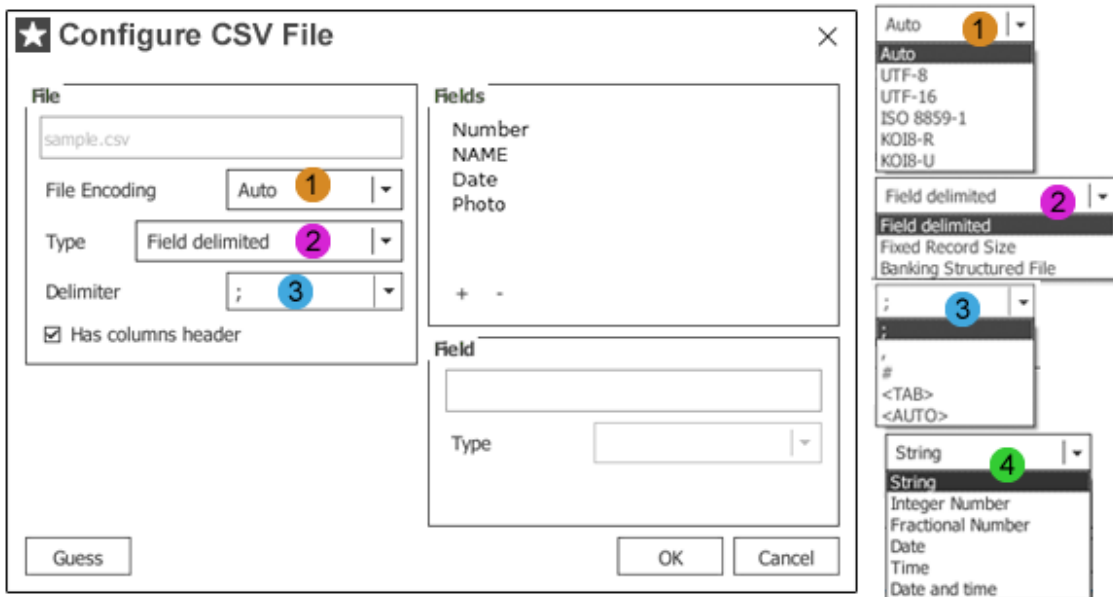 Configure CSV File
File
sample.csv
File Encoding Auto 1
Type Field delimited 2
Delimiter ; 3
Has columns header
Fields
Number
NAME
Date
Photo
+ -
Field
Type
Guess
OK Cancel
Auto 1
Auto
UTF-8
UTF-16
ISO 8859-1
KOI8-R
KOI8-U
Field delimited 2
Field delimited
Fixed Record Size
Banking Structured File
; 3
;
,
#
<TAB>
<AUTO>
String 4
String
Integer Number
Fractional Number
Date
Time
Date and time